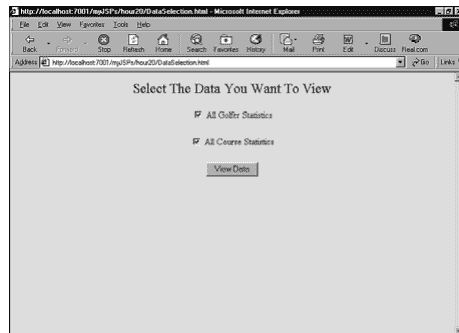 http://localhost:7001/myJSPs/hour20/DataSelection.html - Microsoft Internet Explorer
File Edit View Favorites Tools Help
Back Forward Stop Refresh Home Search Favorites History Mail Print Edit Discuss Real.com
Address http://localhost:7001/myJSPs/hour20/DataSelection.html Go Links
Select The Data You Want To View
All Golfer Statistics
All Course Statistics
View Data